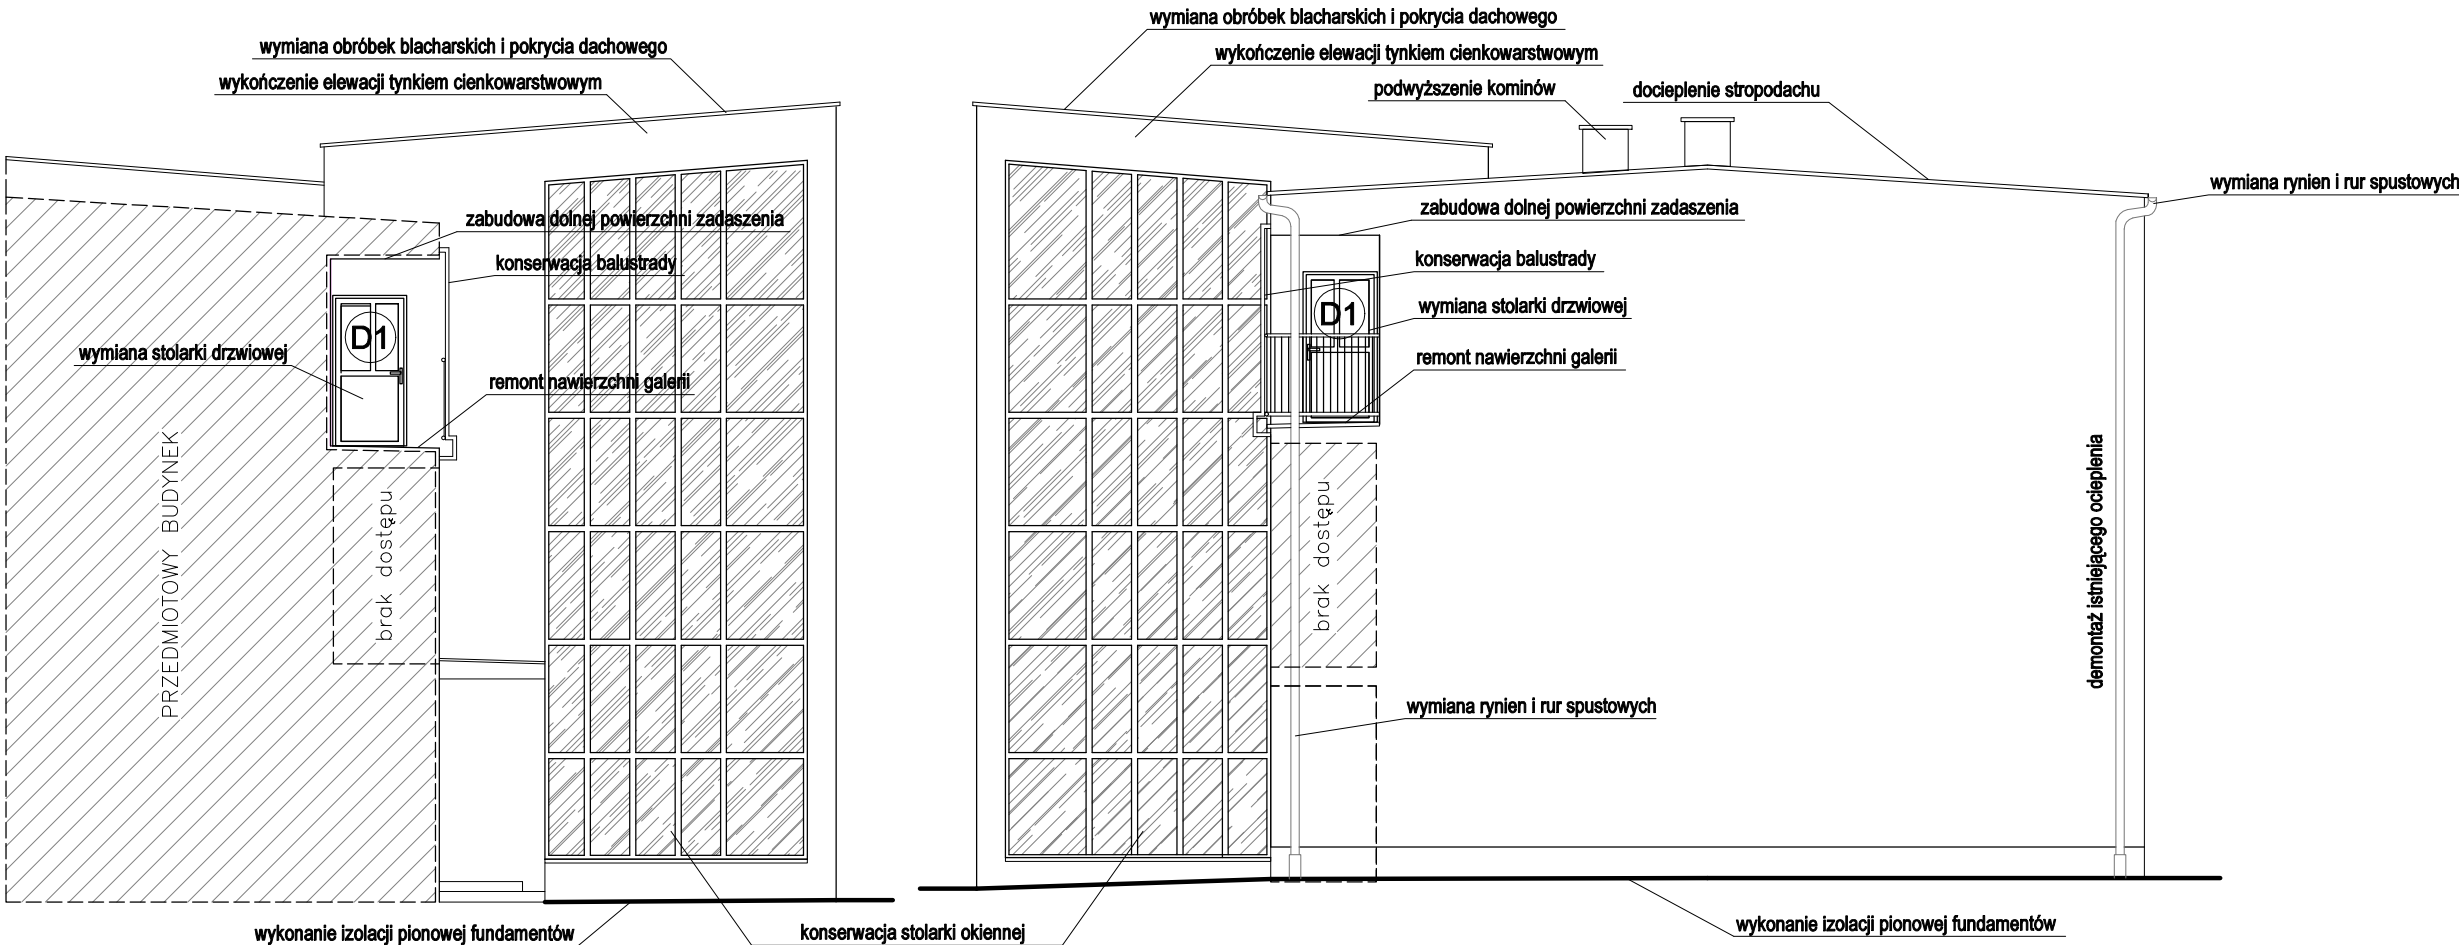 wymiana obróbek blacharskich i pokrycia dachowego
wykończenie elewacji tynkiem cienkowarstwowym
zabudowa dolnej powierzchni zadaszenia
konserwacja balustrady
D1
wymiana stolarki drzwiowej
remont nawierzchni galerii
PRZEDMIOTOWY BUDYNEK
brak dostępu
wykonanie izolacji pionowej fundamentów
konserwacja stolarki okiennej
wymiana obróbek blacharskich i pokrycia dachowego
wykończenie elewacji tynkiem cienkowarstwowym
podwyższenie kominów
docieplenie stropodachu
wymiana rynien i rur spustowych
zabudowa dolnej powierzchni zadaszenia
konserwacja balustrady
wymiana stolarki drzwiowej
D1
remont nawierzchni galerii
brak dostępu
demontaż istniejącego ocieplenia
wymiana rynien i rur spustowych
wykonanie izolacji pionowej fundamentów